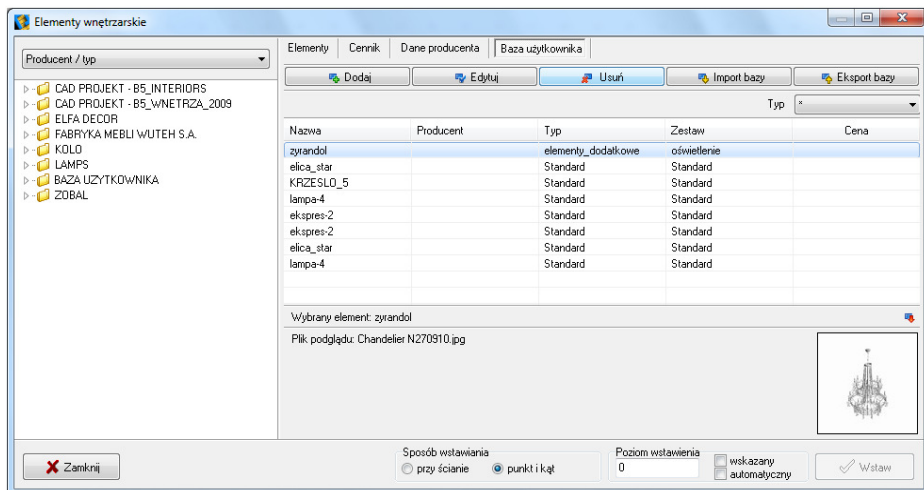 Elementy wnętrzarskie
Producent / typ
CAD PROJEKT - B5_INTERIORS
CAD PROJEKT - B5_WNETRZA_2009
ELFA DECOR
FABRYKA MEBLI WUTEH S.A.
KOLO
LAMPS
BAZA UZYTKOWNIKA
ZOBAL
Elementy Cennik Dane producenta Baza użytkownika
Dodaj Edytuj Usuń Import bazy Eksport bazy
Typ *
Nazwa Producent Typ Zestaw Cena
zyrandol elementy_dodatkowe oświetlenie
elica_star Standard Standard
KRZESLO_5 Standard Standard
lampa-4 Standard Standard
ekspres-2 Standard Standard
ekspres-2 Standard Standard
elica_star Standard Standard
lampa-4 Standard Standard
Wybrany element: zyrandol
Plik podglądu: Chandelier N270910.jpg
Zamknij
Sposób wstawiania
przy ścianie punkt i kąt
Poziom wstawienia
0
wskazany
automatyczny
Wstaw